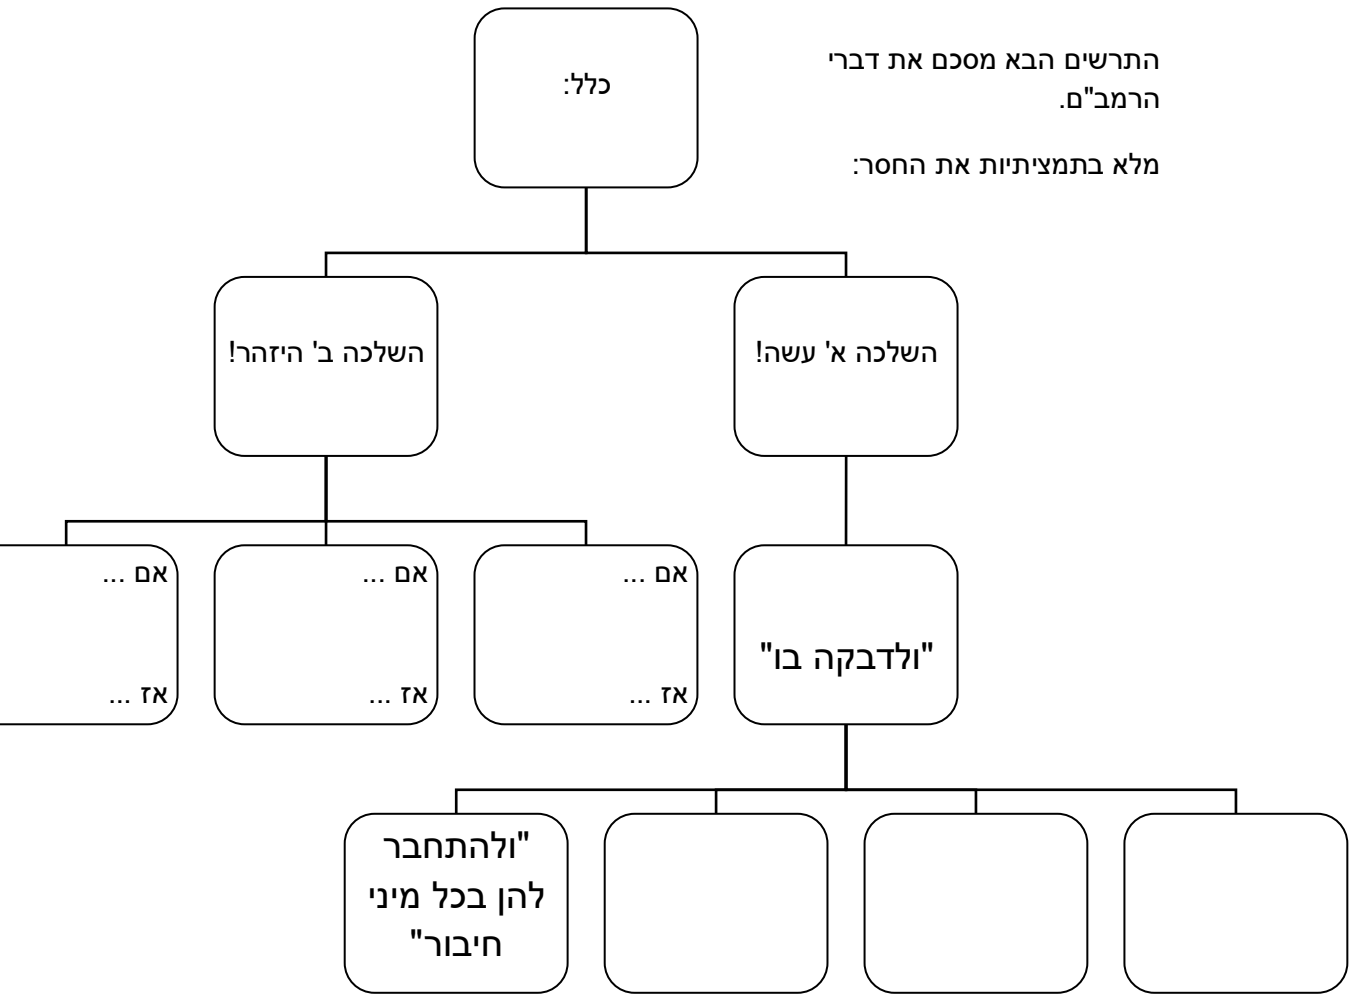 התרשים הבא מסכם את דברי
הרמב"ם.
מלא בתמציתיות את החסר:
כלל:
השלכה א' עשה!
השלכה ב' היזהר!
"ולדבקה בו"
אם ...
אז ...
אם ...
אז ...
אם ...
אז ...
"ולהתחבר
להן בכל מיני
חיבור"